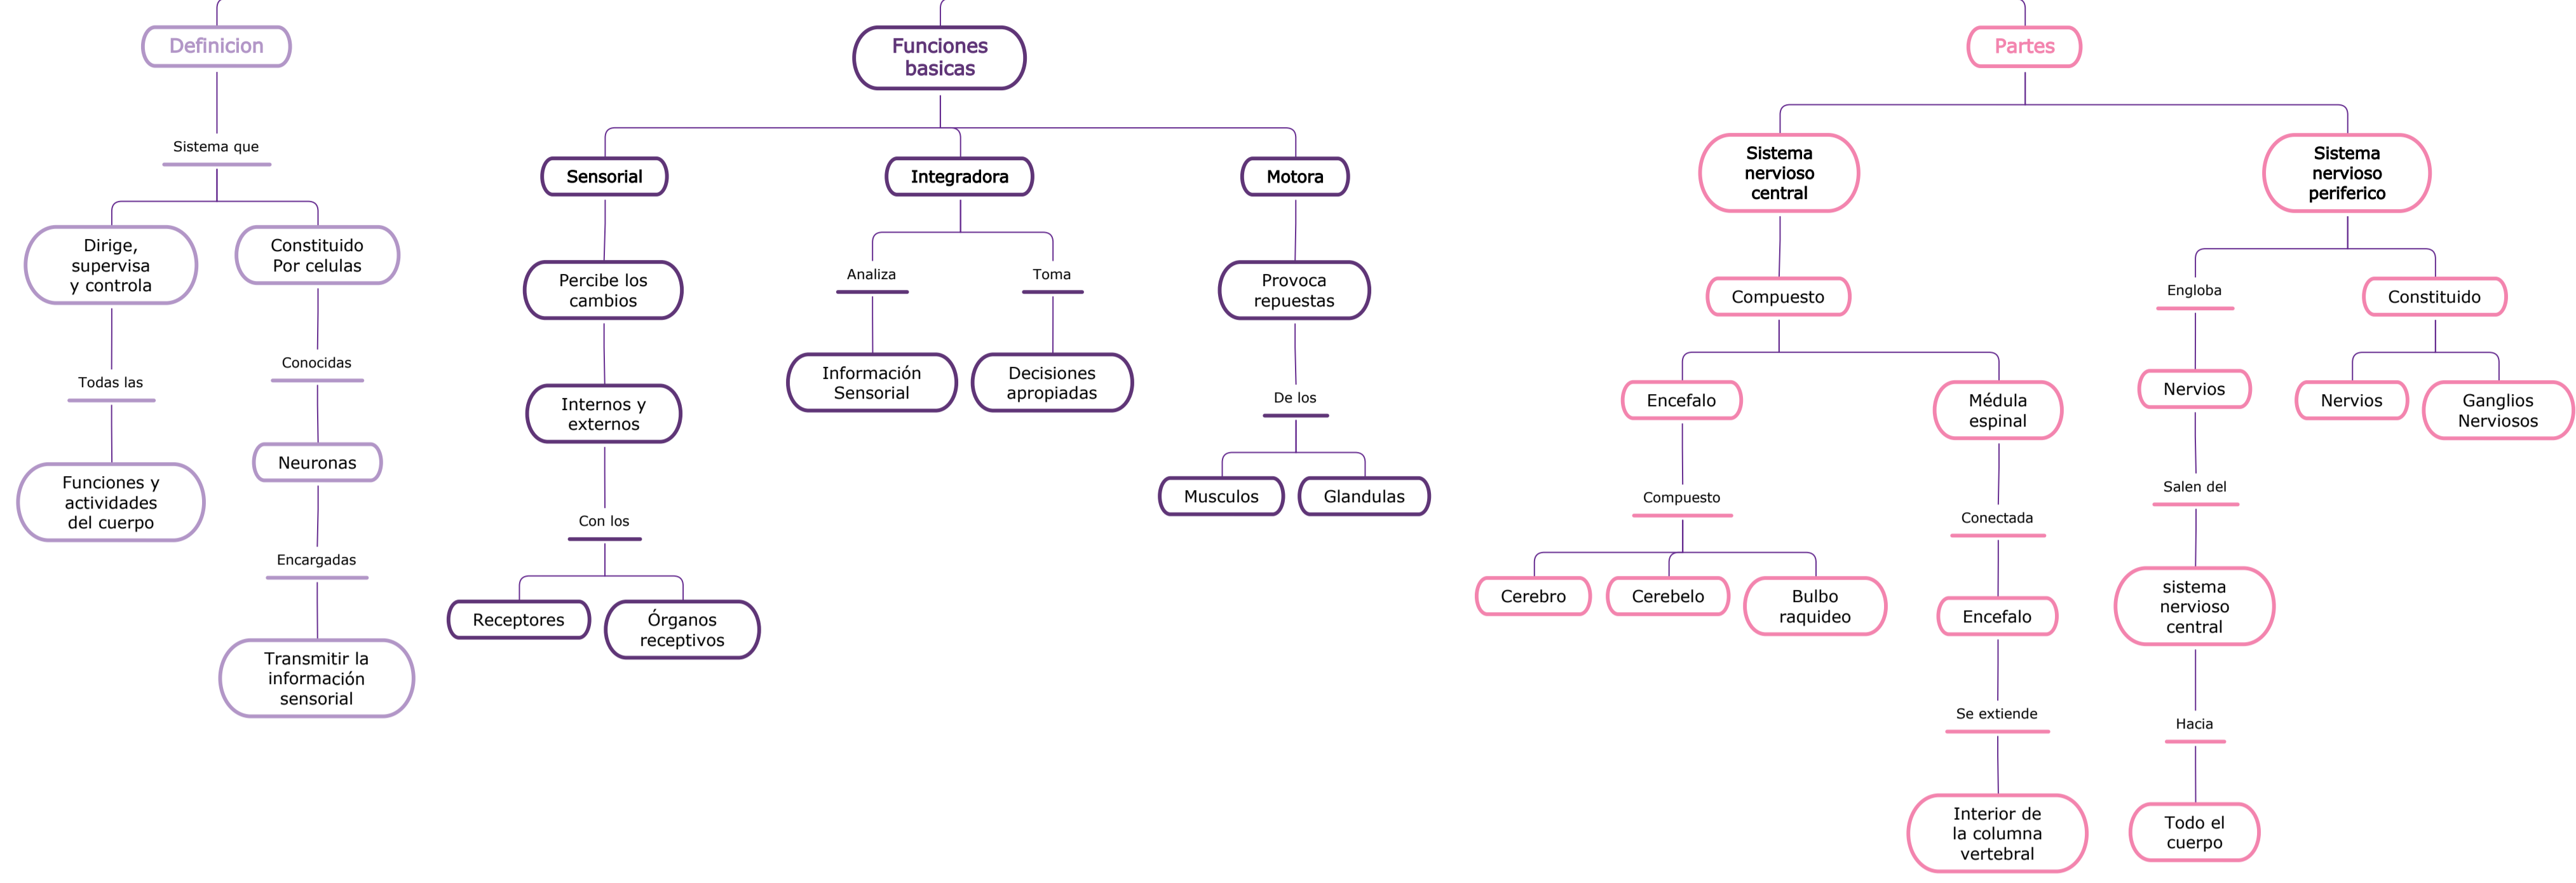 Definicion
Sistema que
Dirige,
supervisa
y controla
Todas las
Funciones y
actividades
del cuerpo
Constituido
Por celulas
Conocidas
Neuronas
Encargadas
Transmitir la
información
sensorial
Funciones
basicas
Sensorial
Percibe los
cambios
Internos y
externos
Con los
Receptores
Órganos
receptivos
Integradora
Analiza
Información
Sensorial
Toma
Decisiones
apropiadas
Motora
Provoca
repuestas
De los
Musculos
Glandulas
Partes
Sistema
nervioso
central
Compuesto
Encefalo
Compuesto
Cerebro
Cerebelo
Bulbo
raquideo
Médula
espinal
Conectada
Encefalo
Se extiende
Interior de
la columna
vertebral
Sistema
nervioso
periferico
Engloba
Nervios
Salen del
sistema
nervioso
central
Hacia
Todo el
cuerpo
Constituido
Nervios
Ganglios
Nerviosos